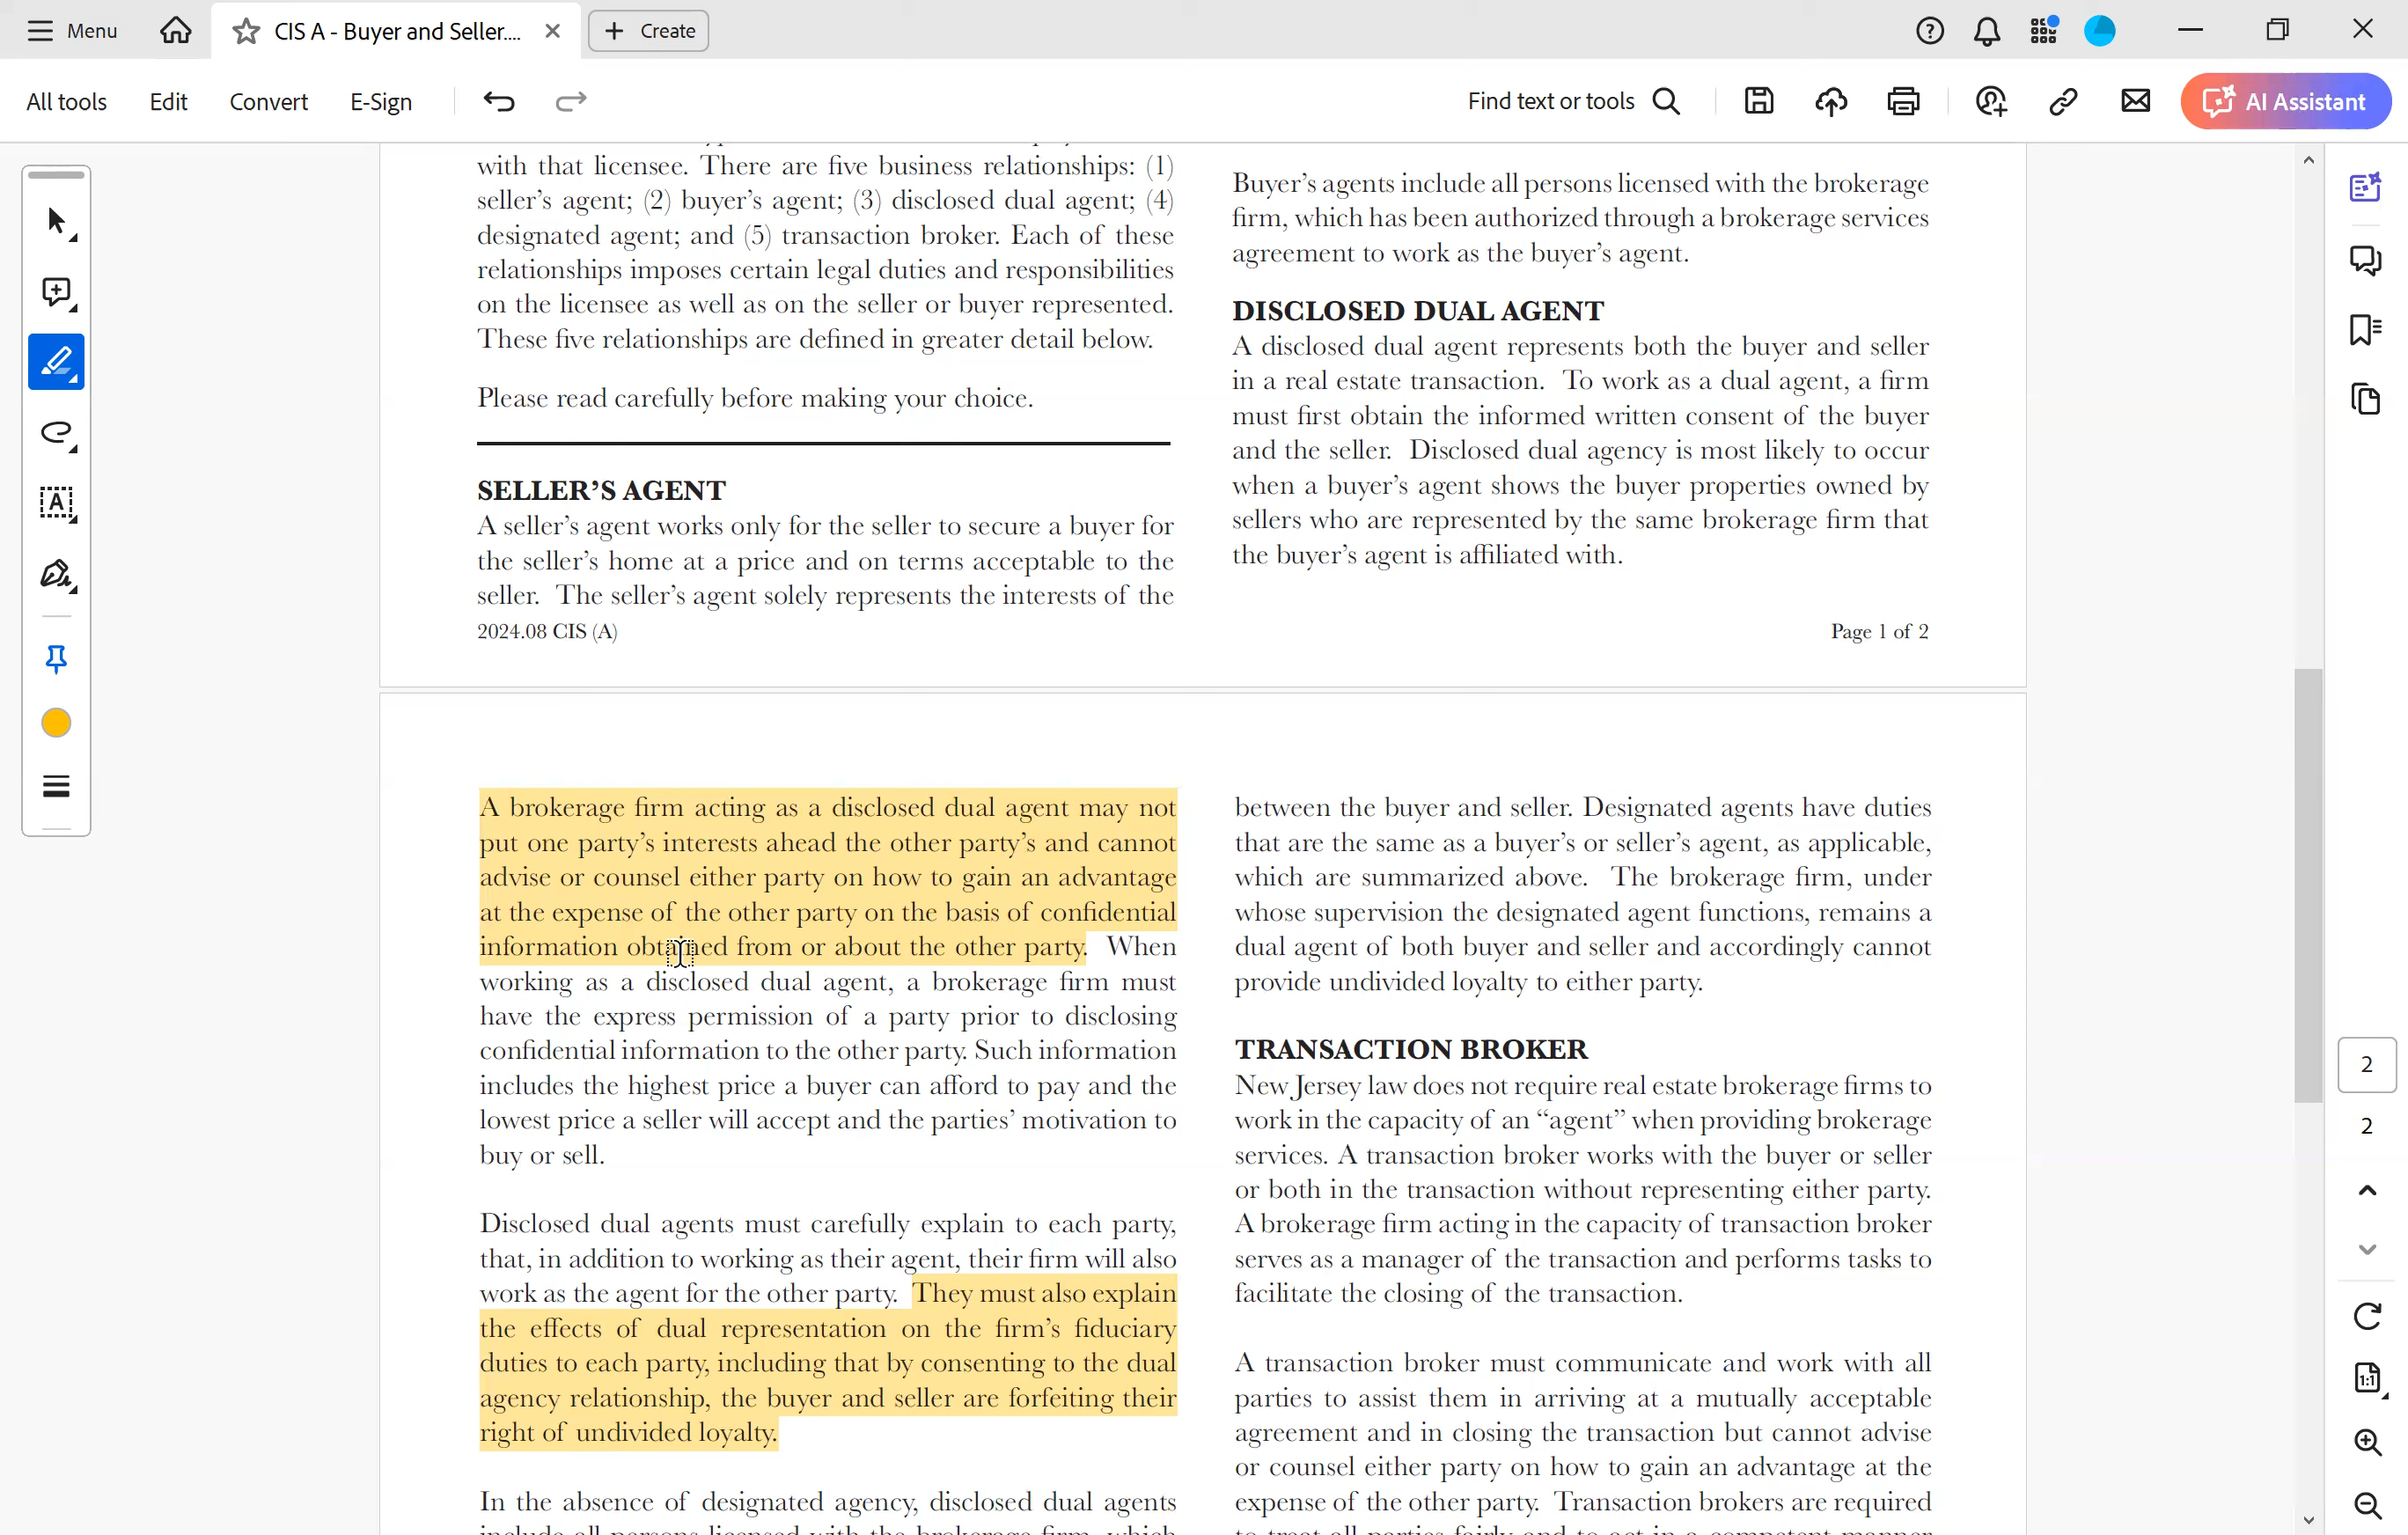 Menu
CIS A - Buyer and Seller....
Create
All tools
Edit
Convert
E-Sign
Find text or tools
AI Assistant
with that licensee. There are five business relationships: (1)
seller's agent; (2) buyer's agent; (3) disclosed dual agent; (4)
designated agent; and (5) transaction broker. Each of these
relationships imposes certain legal duties and responsibilities
on the licensee as well as on the seller or buyer represented.
These five relationships are defined in greater detail below.
Please read carefully before making your choice.
SELLER'S AGENT
A seller's agent works only for the seller to secure a buyer for
the seller's home at a price and on terms acceptable to the
seller. The seller's agent solely represents the interests of the
2024.08 CIS (A)
Buyer's agents include all persons licensed with the brokerage
firm, which has been authorized through a brokerage services
agreement to work as the buyer's agent.
DISCLOSED DUAL AGENT
A disclosed dual agent represents both the buyer and seller
in a real estate transaction. To work as a dual agent, a firm
must first obtain the informed written consent of the buyer
and the seller. Disclosed dual agency is most likely to occur
when a buyer's agent shows the buyer properties owned by
sellers who are represented by the same brokerage firm that
the buyer's agent is affiliated with.
Page 1 of 2
A brokerage firm acting as a disclosed dual agent may not
put one party's interests ahead the other party's and cannot
advise or counsel either party on how to gain an advantage
at the expense of the other party on the basis of confidential
information obtained from or about the other party. When
working as a disclosed dual agent, a brokerage firm must
have the express permission of a party prior to disclosing
confidential information to the other party. Such information
includes the highest price a buyer can afford to pay and the
lowest price a seller will accept and the parties' motivation to
buy or sell.
Disclosed dual agents must carefully explain to each party,
that, in addition to working as their agent, their firm will also
work as the agent for the other party. They must also explain
the effects of dual representation on the firm's fiduciary
duties to each party, including that by consenting to the dual
agency relationship, the buyer and seller are forfeiting their
right of undivided loyalty.
In the absence of designated agency, disclosed dual agents
include all persons licensed with the brokerage firm, which
between the buyer and seller. Designated agents have duties
that are the same as a buyer's or seller's agent, as applicable,
which are summarized above. The brokerage firm, under
whose supervision the designated agent functions, remains a
dual agent of both buyer and seller and accordingly cannot
provide undivided loyalty to either party.
TRANSACTION BROKER
New Jersey law does not require real estate brokerage firms to
work in the capacity of an “agent” when providing brokerage
services. A transaction broker works with the buyer or seller
or both in the transaction without representing either party.
A brokerage firm acting in the capacity of transaction broker
serves as a manager of the transaction and performs tasks to
facilitate the closing of the transaction.
A transaction broker must communicate and work with all
parties to assist them in arriving at a mutually acceptable
agreement and in closing the transaction but cannot advise
or counsel either party on how to gain an advantage at the
expense of the other party. Transaction brokers are required
to treat all parties fairly and to act in a competent manner
2
2
1:1